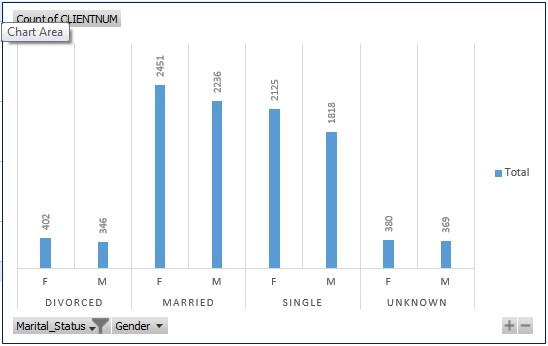 Count of CLIENTNUM
Chart Area
2451
2236
2125
1818
402
346
380
369
Total
F M F M F M F M
DIVORCED MARRIED SINGLE UNKNOWN
Marital_Status Gender